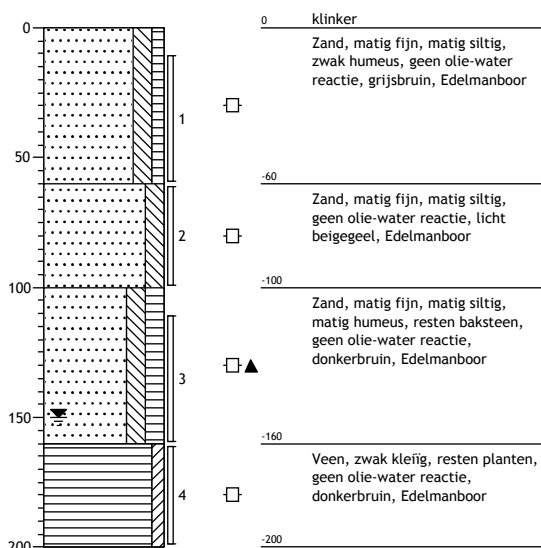 0
50
100
150
200
1
2
3
4
0
klinker
Zand, matig fijn, matig siltig,
zwak humeus, geen olie-water
reactie, grijsbruin, Edelmanboor
-60
Zand, matig fijn, matig siltig,
geen olie-water reactie, licht
beigegeel, Edelmanboor
-100
Zand, matig fijn, matig siltig,
matig humeus, resten baksteen,
geen olie-water reactie,
donkerbruin, Edelmanboor
-160
Veen, zwak kleiïg, resten planten,
geen olie-water reactie,
donkerbruin, Edelmanboor
-200